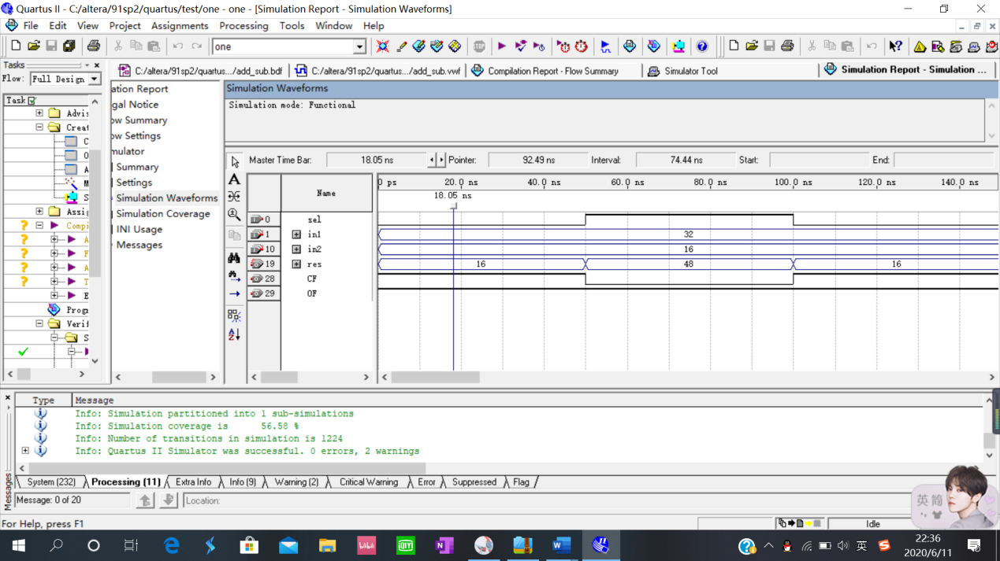 Quartus II - C:/altera/91sp2/quartus/test/one - one - [Simulation Report - Simulation Waveforms]
File Edit View Project Assignments Processing Tools Window Help
one
Tasks
Flow: Full Design
Task
Advis
Creat
C
O
A
M
S
Assig
Compi
A
F
A
T
E
Progr
Verif
S
C:/altera/91sp2/quartus.../add_sub.bdf
C:/altera/91sp2/quartus.../add_sub.vwf
Compilation Report - Flow Summary
Simulator Tool
Simulation Report - Simulation ...
ation Report
gal Notice
ow Summary
ow Settings
mulator
Summary
Settings
Simulation Waveforms
Simulation Coverage
INI Usage
Messages
Simulation Waveforms
Simulation mode: Functional
Master Time Bar: 18.05 ns Pointer: 92.49 ns Interval: 74.44 ns Start: End:
Name
0 ps 20.0 ns 40.0 ns 60.0 ns 80.0 ns 100.0 ns 120.0 ns 140.0 ns
18.05 ns
0 sel
1 in1 32
10 in2 16
19 res 16 48 16
28 CF
29 OF
Type Message
Info: Simulation partitioned into 1 sub-simulations
Info: Simulation coverage is 56.58 %
Info: Number of transitions in simulation is 1224
Info: Quartus II Simulator was successful. 0 errors, 2 warnings
System (232) Processing (11) Extra Info Info (9) Warning (2) Critical Warning Error Suppressed Flag
Messages
Message: 0 of 20 Location:
For Help, press F1 Idle
英 简
英
22:36
2020/6/11